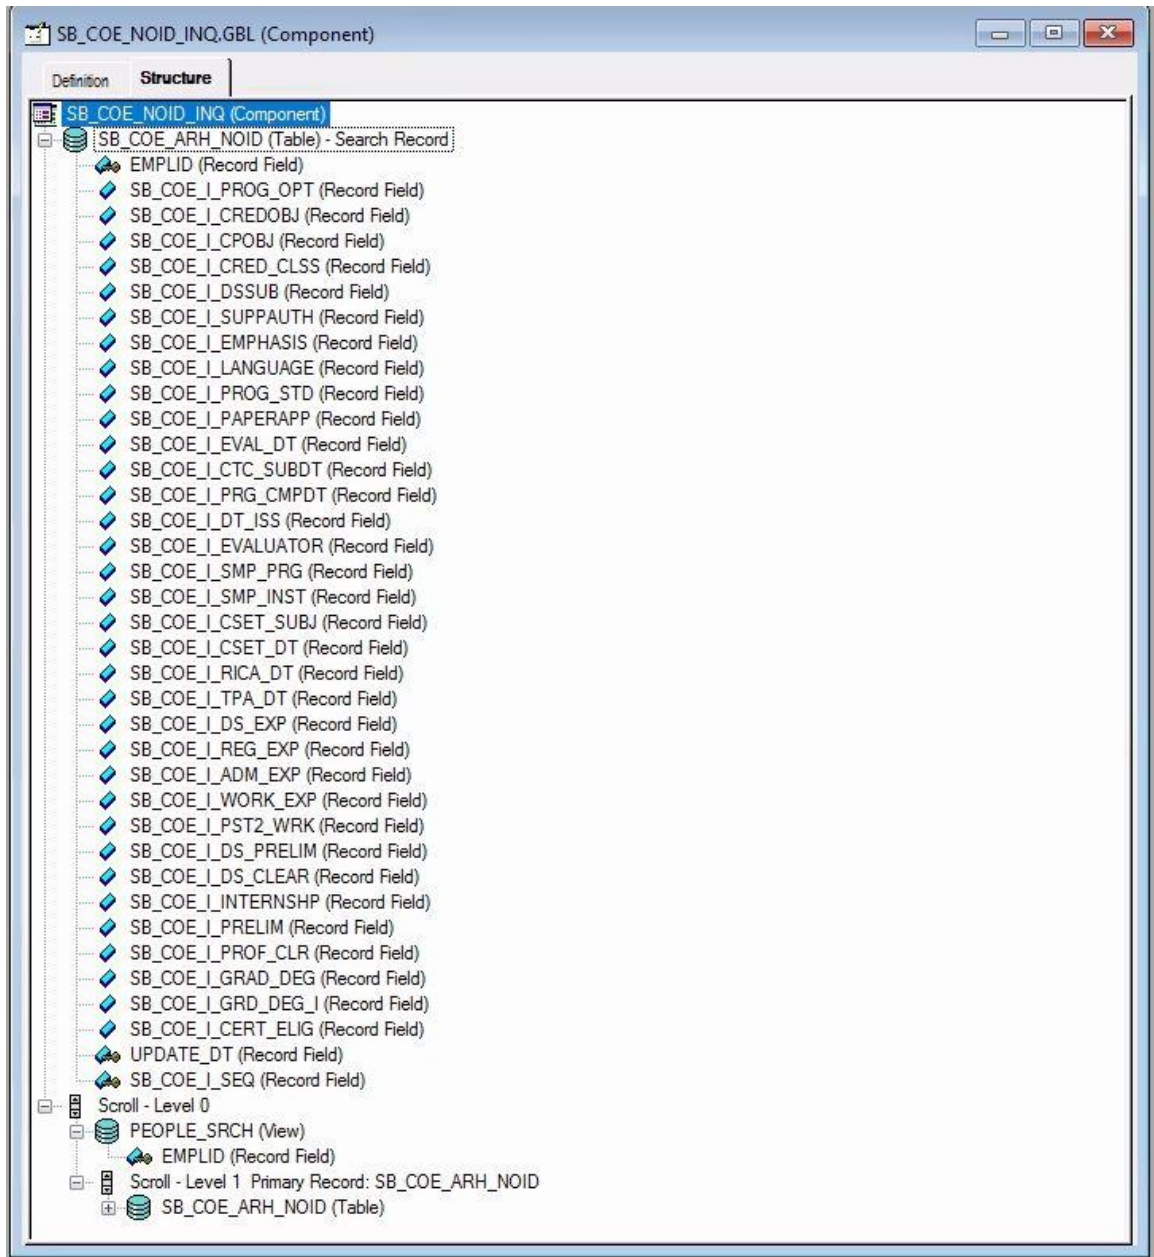 SB_COE_NOID_INQ.GBL (Component)
Definition Structure
SB_COE_NOID_INQ (Component)
SB_COE_ARH_NOID (Table) - Search Record
EMPLID (Record Field)
SB_COE_I_PROG_OPT (Record Field)
SB_COE_I_CREDOBJ (Record Field)
SB_COE_I_CPOBJ (Record Field)
SB_COE_I_CRED_CLSS (Record Field)
SB_COE_I_DSSUB (Record Field)
SB_COE_I_SUPPAUTH (Record Field)
SB_COE_I_EMPHASIS (Record Field)
SB_COE_I_LANGUAGE (Record Field)
SB_COE_I_PROG_STD (Record Field)
SB_COE_I_PAPERAPP (Record Field)
SB_COE_I_EVAL_DT (Record Field)
SB_COE_I_CTC_SUBDT (Record Field)
SB_COE_I_PRG_CMPDT (Record Field)
SB_COE_I_DT_ISS (Record Field)
SB_COE_I_EVALUATOR (Record Field)
SB_COE_I_SMP_PRG (Record Field)
SB_COE_I_SMP_INST (Record Field)
SB_COE_I_CSET_SUBJ (Record Field)
SB_COE_I_CSET_DT (Record Field)
SB_COE_I_RICA_DT (Record Field)
SB_COE_I_TPA_DT (Record Field)
SB_COE_I_DS_EXP (Record Field)
SB_COE_I_REG_EXP (Record Field)
SB_COE_I_ADM_EXP (Record Field)
SB_COE_I_WORK_EXP (Record Field)
SB_COE_I_PST2_WRK (Record Field)
SB_COE_I_DS_PRELIM (Record Field)
SB_COE_I_DS_CLEAR (Record Field)
SB_COE_I_INTERNSHP (Record Field)
SB_COE_I_PRELIM (Record Field)
SB_COE_I_PROF_CLR (Record Field)
SB_COE_I_GRAD_DEG (Record Field)
SB_COE_I_GRD_DEG_I (Record Field)
SB_COE_I_CERT_ELIG (Record Field)
UPDATE_DT (Record Field)
SB_COE_I_SEQ (Record Field)
Scroll - Level 0
PEOPLE_SRCH (View)
EMPLID (Record Field)
Scroll - Level 1 Primary Record: SB_COE_ARH_NOID
SB_COE_ARH_NOID (Table)